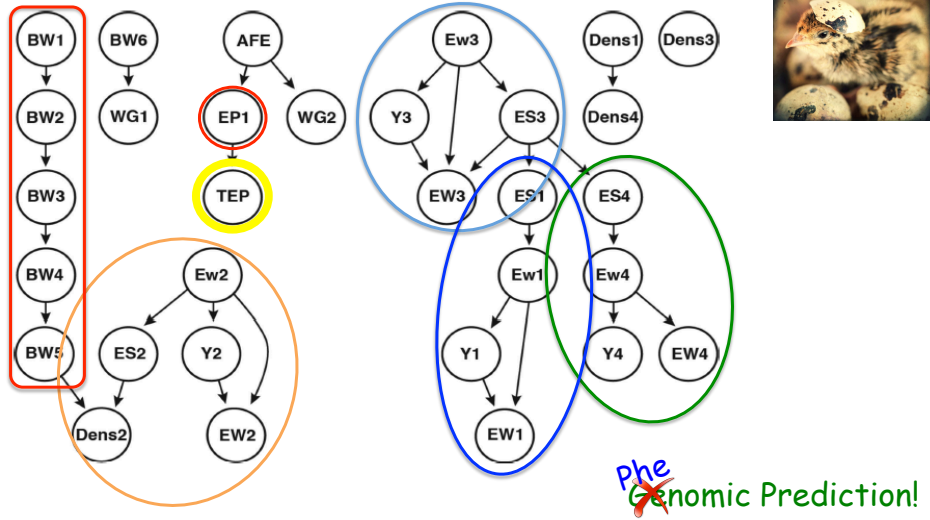 BW1 BW6 AFE Ew3 Dens1 Dens3
BW2 WG1 EP1 WG2 Y3 ES3 Dens4
BW3 TEP EW3 ES1 ES4
BW4 Ew2 Ew1 Ew4
BW5 ES2 Y2 Y1 Y4 EW4
Dens2 EW2 EW1
Phe
Genomic Prediction!